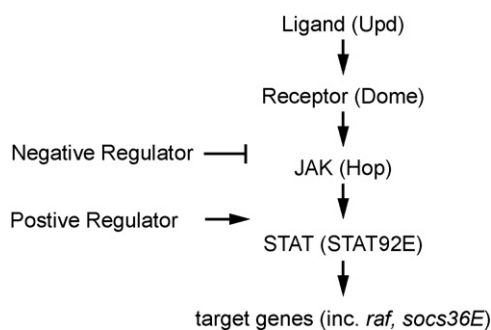 Ligand (Upd)
Receptor (Dome)
Negative Regulator
JAK (Hop)
Postive Regulator
STAT (STAT92E)
target genes (inc. raf, socs36E)